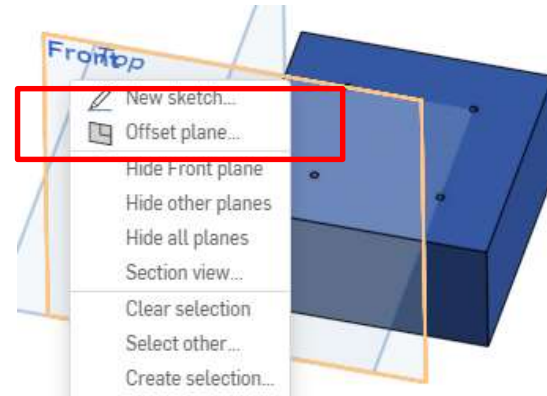 Front
Top
New sketch...
Offset plane...
Hide Front plane
Hide other planes
Hide all planes
Section view...
Clear selection
Select other...
Create selection...